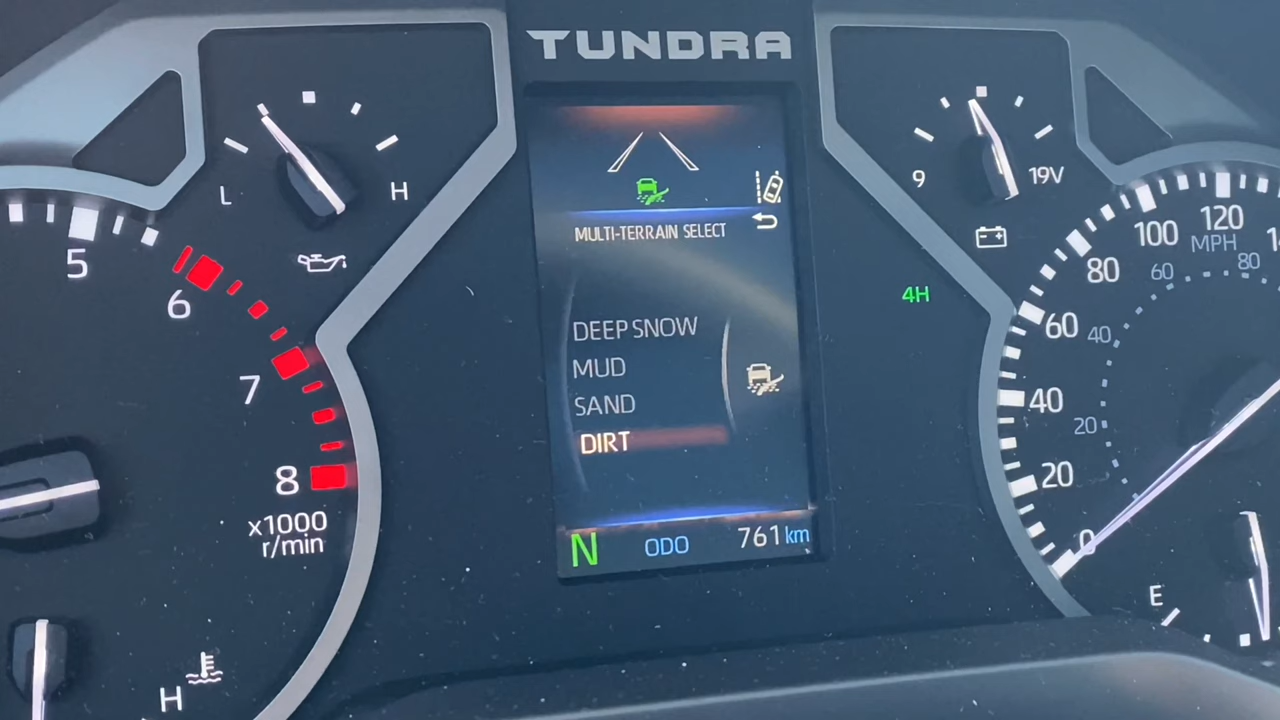 TUNDRA
L
H
9
19V
MULTI-TERRAIN SELECT
DEEP SNOW
MUD
SAND
DIRT
N
ODO
761 km
4H
5
6
7
8
x1000
r/min
H
120
100
MPH
80
80
60
60
40
40
20
20
0
E